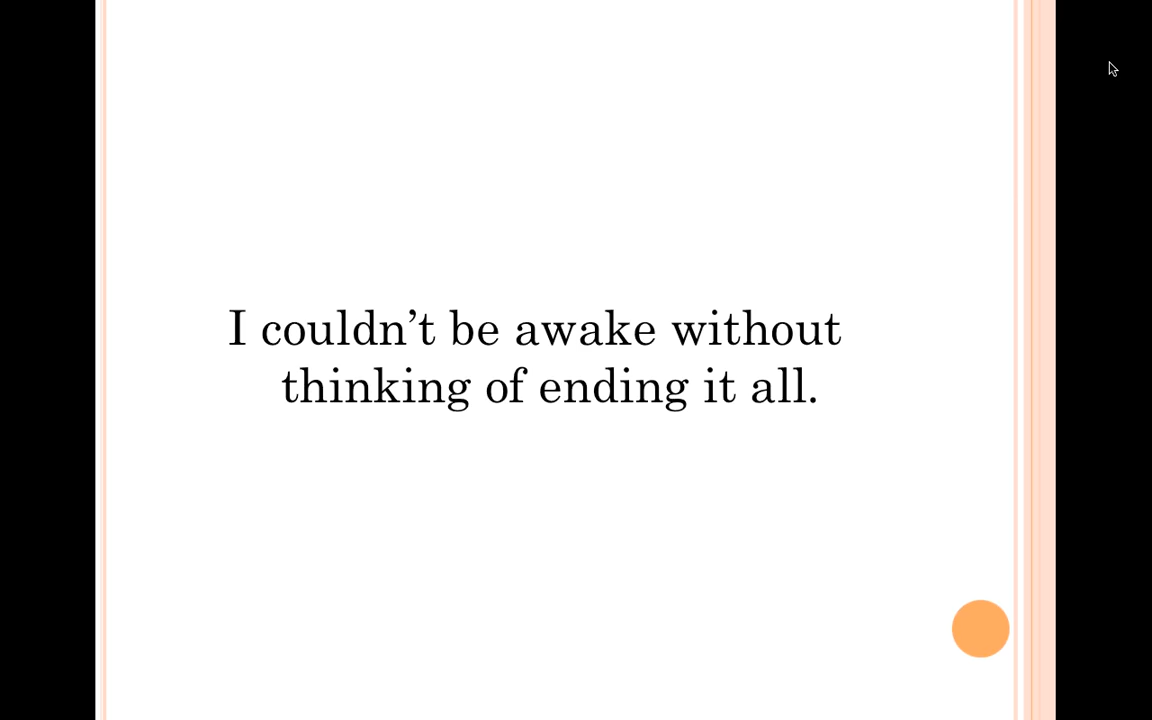 I couldn’t be awake without
thinking of ending it all.